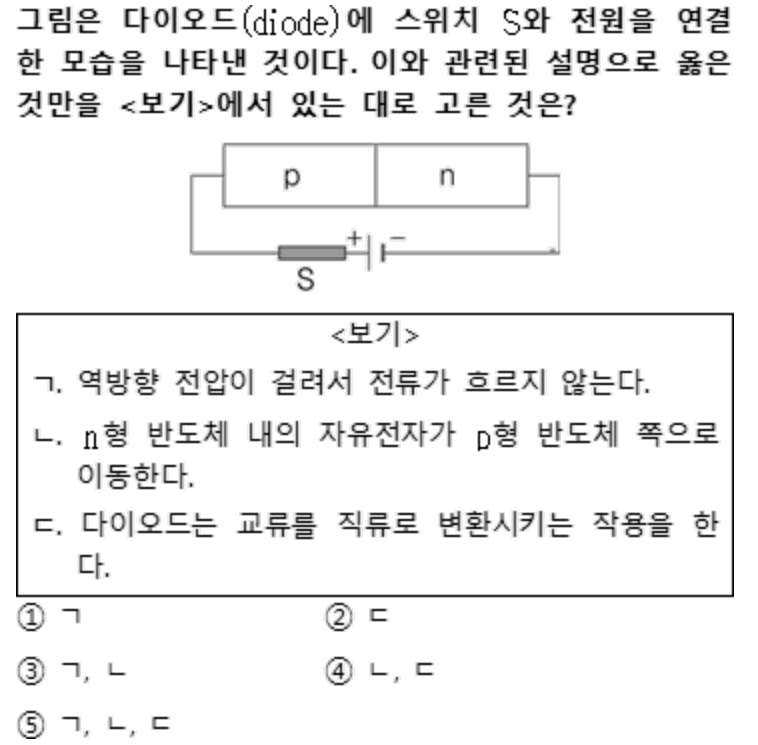 그림은 다이오드(diode)에 스위치 S와 전원을 연결
한 모습을 나타낸 것이다. 이와 관련된 설명으로 옳은
것만을 <보기>에서 있는 대로 고른 것은?
p n
+ −
S
<보기>
ㄱ. 역방향 전압이 걸려서 전류가 흐르지 않는다.
ㄴ. n형 반도체 내의 자유전자가 p형 반도체 쪽으로
이동한다.
ㄷ. 다이오드는 교류를 직류로 변환시키는 작용을 한
다.
① ㄱ ② ㄷ
③ ㄱ, ㄴ ④ ㄴ, ㄷ
⑤ ㄱ, ㄴ, ㄷ